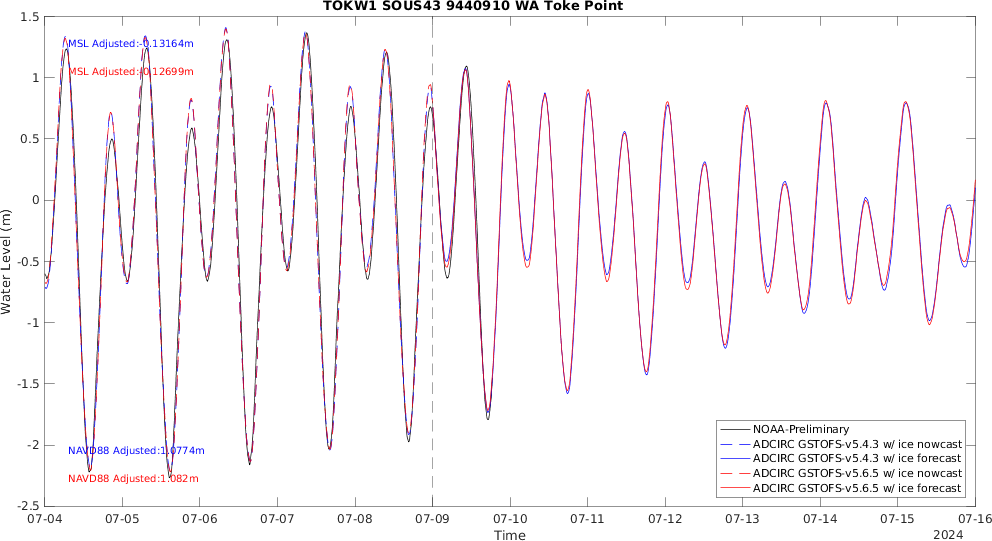 TOKW1 SOUS43 9440910 WA Toke Point
1.5
1
0.5
0
-0.5
-1
-1.5
-2
-2.5
Water Level (m)
MSL Adjusted:-0.13164m
MSL Adjusted:-0.12699m
NAVD88 Adjusted:1.0774m
NAVD88 Adjusted:1.082m
NOAA-Preliminary
ADCIRC GSTOFS-v5.4.3 w/ ice nowcast
ADCIRC GSTOFS-v5.4.3 w/ ice forecast
ADCIRC GSTOFS-v5.6.5 w/ ice nowcast
ADCIRC GSTOFS-v5.6.5 w/ ice forecast
07-04 07-05 07-06 07-07 07-08 07-09 07-10 07-11 07-12 07-13 07-14 07-15 07-16
Time
2024